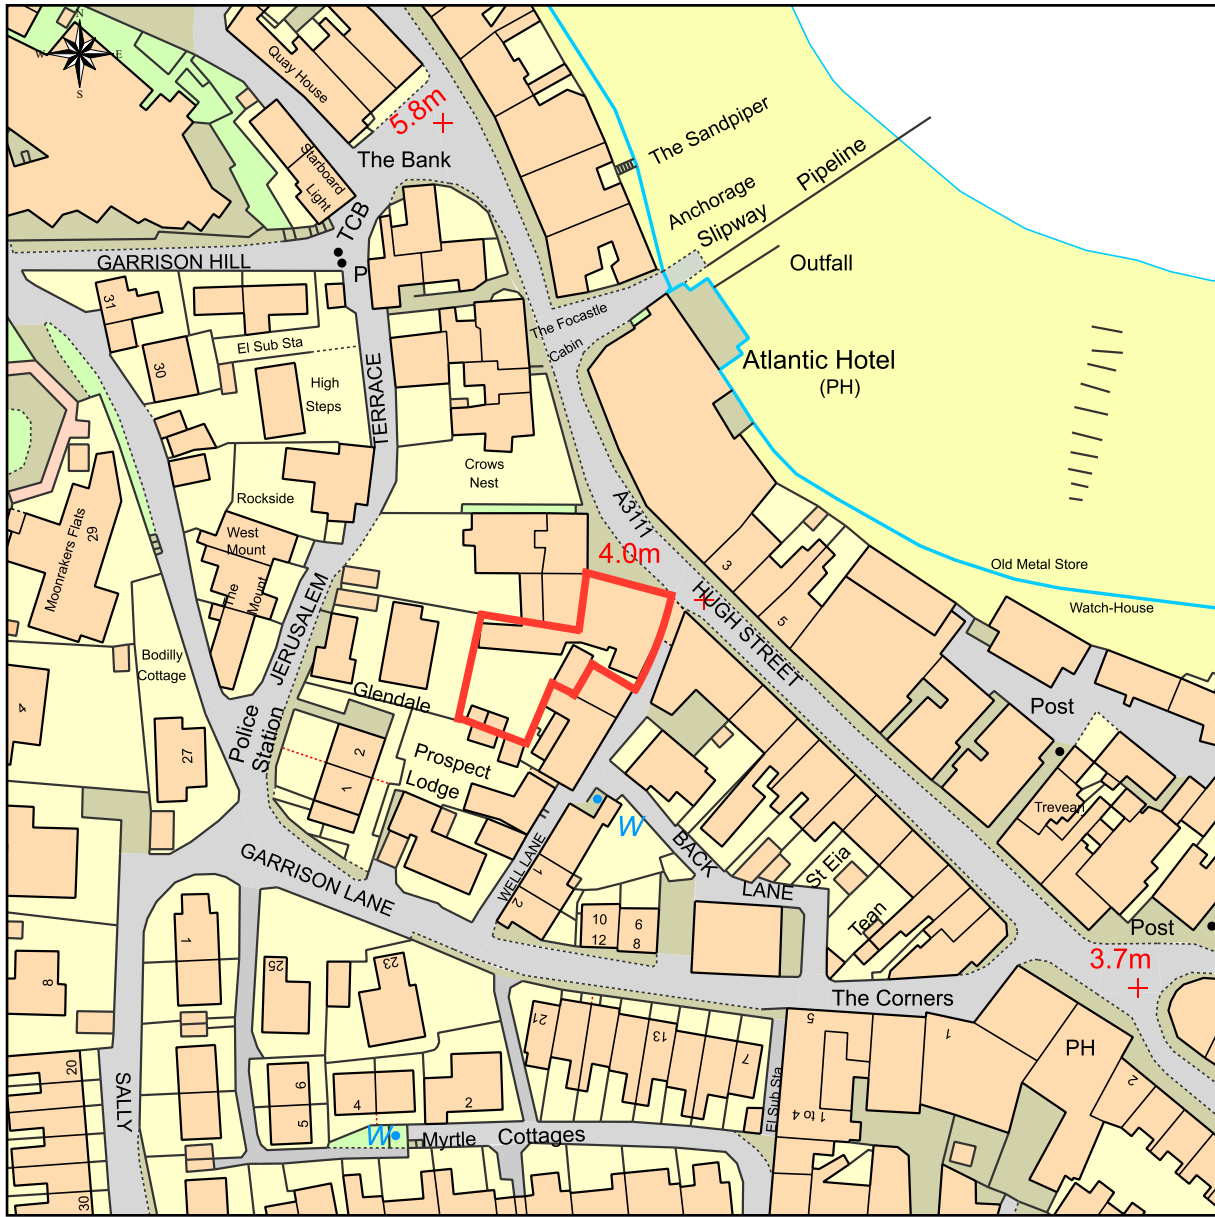 N
W
E
S
Quay House
5.8m
The Bank
Starboard
Light
The Sandpiper
Anchorage
Slipway
Pipeline
Outfall
TCB
P
GARRISON HILL
31
30
El Sub Sta
High
Steps
TERRACE
The Focastle
Cabin
Atlantic Hotel
(PH)
Crows
Nest
A3111
4.0m
HUGH STREET
3
5
Old Metal Store
Watch-House
Rockside
West
Mount
The
Mount
Moonrakers Flats
29
JERUSALEM
Bodilly
Cottage
4
27
Police
Station
Glendale
Prospect
Lodge
2
1
Post
Trevean
W
BACK
LANE
WELL LANE
1
2
St Eia
Tean
GARRISON LANE
10
12
6
8
Post
3.7m
The Corners
1
8
25
23
21
13
7
5
1
PH
2
El Sub Sta
1 to 4
20
SALLY
6
5
4
2
W
Myrtle
Cottages
30